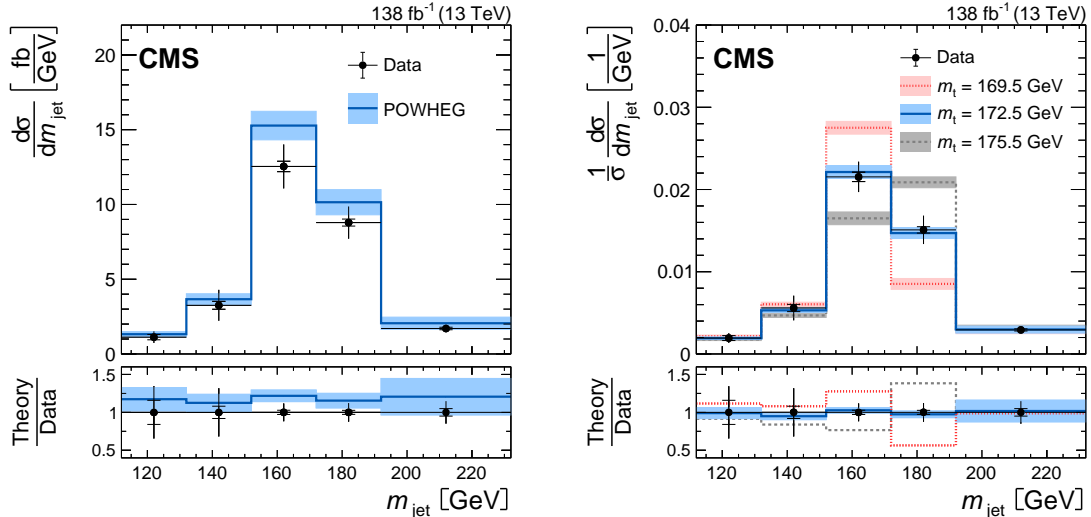 138 fb⁻¹ (13 TeV)
CMS
Data
POWHEG
dσ/dm_jet [fb/GeV]
20
15
10
5
0
Theory/Data
1.5
1
0.5
120 140 160 180 200 220
m_jet [GeV]
138 fb⁻¹ (13 TeV)
CMS
Data
m_t = 169.5 GeV
m_t = 172.5 GeV
m_t = 175.5 GeV
1/σ dσ/dm_jet [1/GeV]
0.04
0.03
0.02
0.01
0
Theory/Data
1.5
1
0.5
120 140 160 180 200 220
m_jet [GeV]